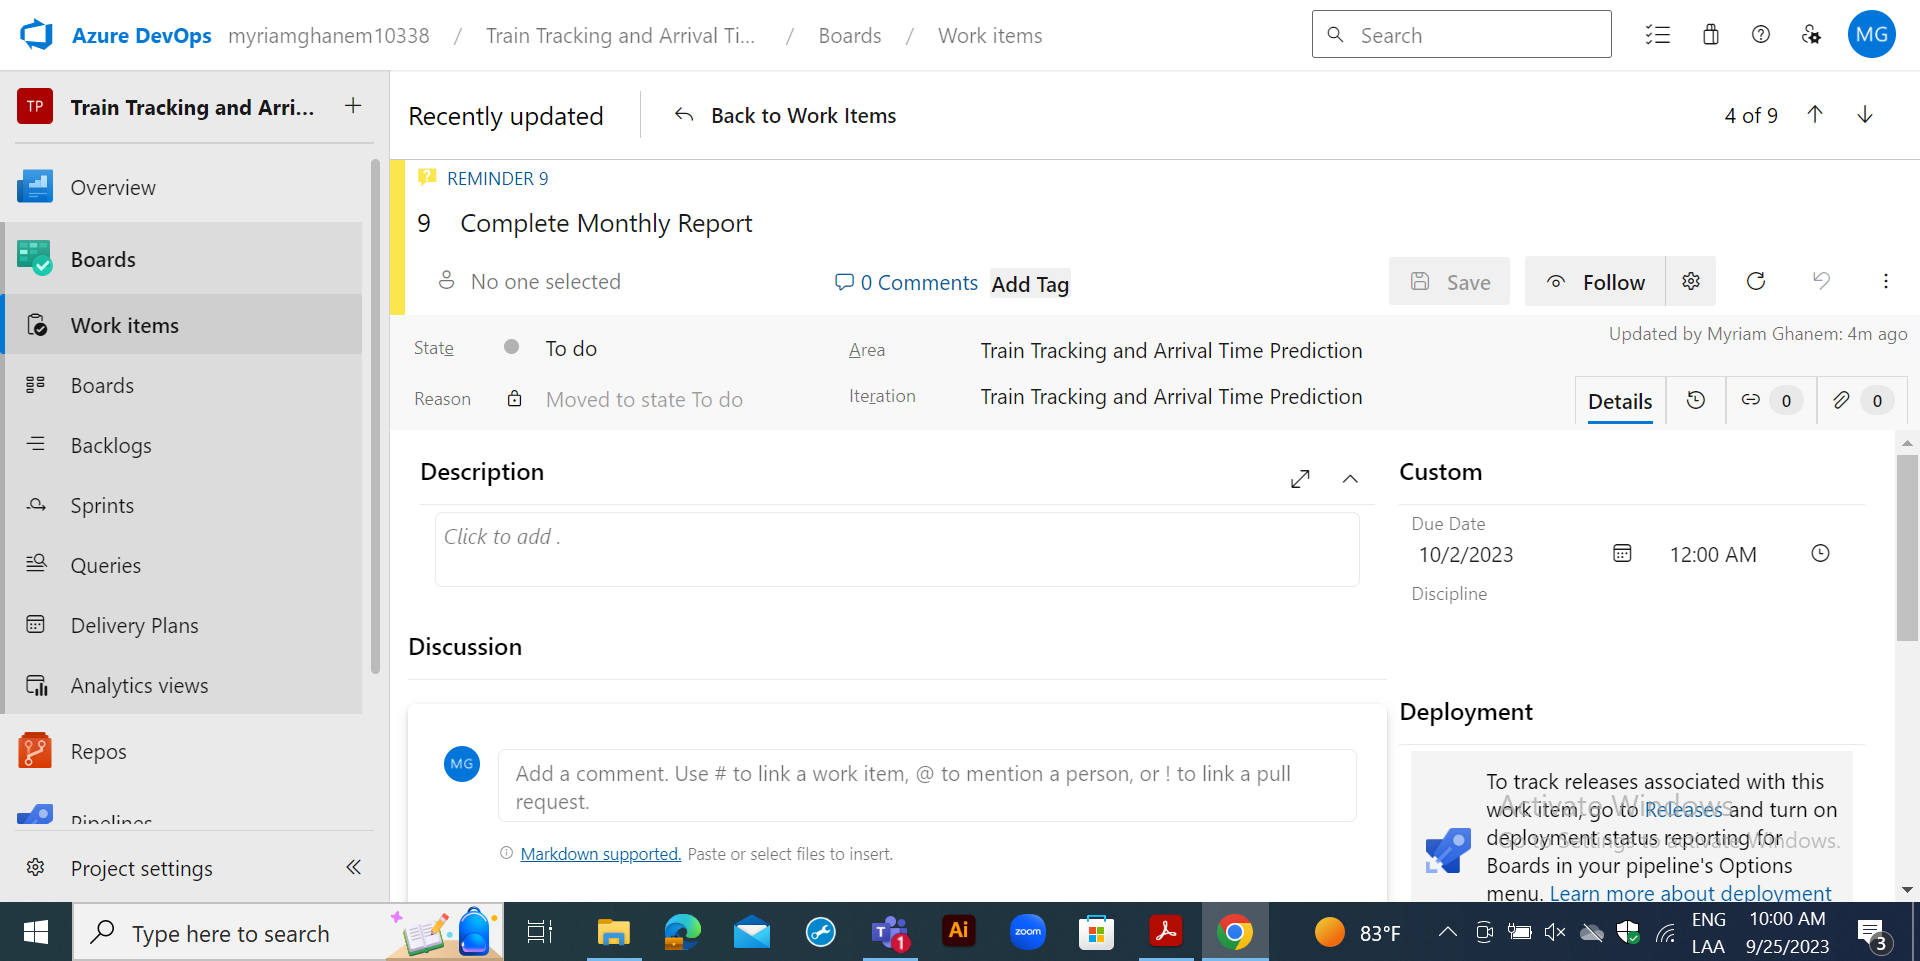 Azure DevOps myriamghanem10338 / Train Tracking and Arrival Ti... / Boards / Work items
Search
MG
TP Train Tracking and Arri... +
Overview
Boards
Work items
Boards
Backlogs
Sprints
Queries
Delivery Plans
Analytics views
Repos
Pipelines
Project settings
Recently updated
Back to Work Items
4 of 9
REMINDER 9
9 Complete Monthly Report
No one selected
0 Comments
Add Tag
Save
Follow
State To do
Reason Moved to state To do
Area Train Tracking and Arrival Time Prediction
Iteration Train Tracking and Arrival Time Prediction
Updated by Myriam Ghanem: 4m ago
Details
0
0
Description
Click to add .
Discussion
MG
Add a comment. Use # to link a work item, @ to mention a person, or ! to link a pull
request.
Markdown supported. Paste or select files to insert.
Custom
Due Date
10/2/2023 12:00 AM
Discipline
Deployment
To track releases associated with this
work item, go to Releases and turn on
deployment status reporting for
Boards in your pipeline's Options
menu. Learn more about deployment
Activate Windows
Go to Settings to activate Windows.
Type here to search
1
Ai
zoom
83°F
ENG
LAA
10:00 AM
9/25/2023
3